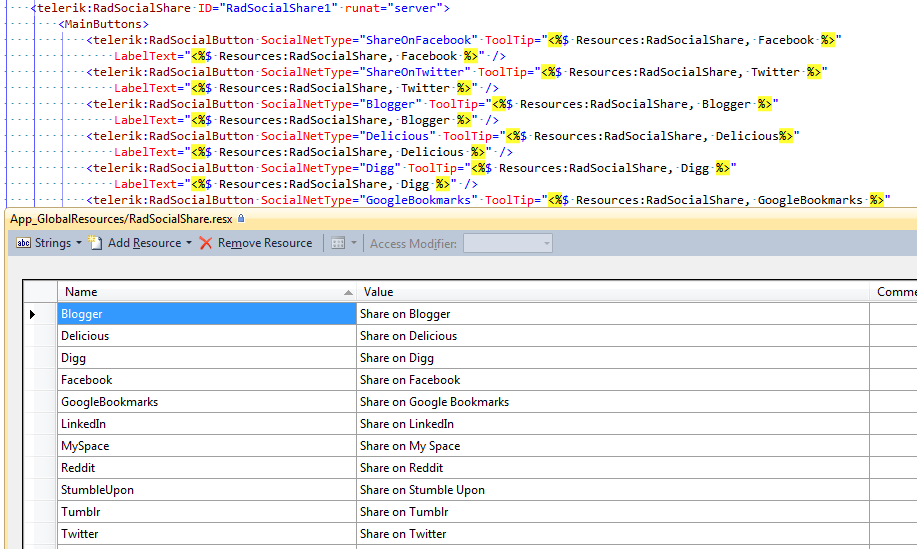 <telerik:RadSocialShare ID="RadSocialShare1" runat="server">
<MainButtons>
<telerik:RadSocialButton SocialNetType="ShareOnFacebook" ToolTip="<%$ Resources:RadSocialShare, Facebook %>"
LabelText="<%$ Resources:RadSocialShare, Facebook %>" />
<telerik:RadSocialButton SocialNetType="ShareOnTwitter" ToolTip="<%$ Resources:RadSocialShare, Twitter %>"
LabelText="<%$ Resources:RadSocialShare, Twitter %>" />
<telerik:RadSocialButton SocialNetType="Blogger" ToolTip="<%$ Resources:RadSocialShare, Blogger %>"
LabelText="<%$ Resources:RadSocialShare, Blogger %>" />
<telerik:RadSocialButton SocialNetType="Delicious" ToolTip="<%$ Resources:RadSocialShare, Delicious%>"
LabelText="<%$ Resources:RadSocialShare, Delicious %>" />
<telerik:RadSocialButton SocialNetType="Digg" ToolTip="<%$ Resources:RadSocialShare, Digg %>"
LabelText="<%$ Resources:RadSocialShare, Digg %>" />
<telerik:RadSocialButton SocialNetType="GoogleBookmarks" ToolTip="<%$ Resources:RadSocialShare, GoogleBookmarks %>"
App_GlobalResources/RadSocialShare.resx
abc Strings Add Resource Remove Resource Access Modifier:
Name Value Comme
Blogger Share on Blogger
Delicious Share on Delicious
Digg Share on Digg
Facebook Share on Facebook
GoogleBookmarks Share on Google Bookmarks
LinkedIn Share on LinkedIn
MySpace Share on My Space
Reddit Share on Reddit
StumbleUpon Share on Stumble Upon
Tumblr Share on Tumblr
Twitter Share on Twitter